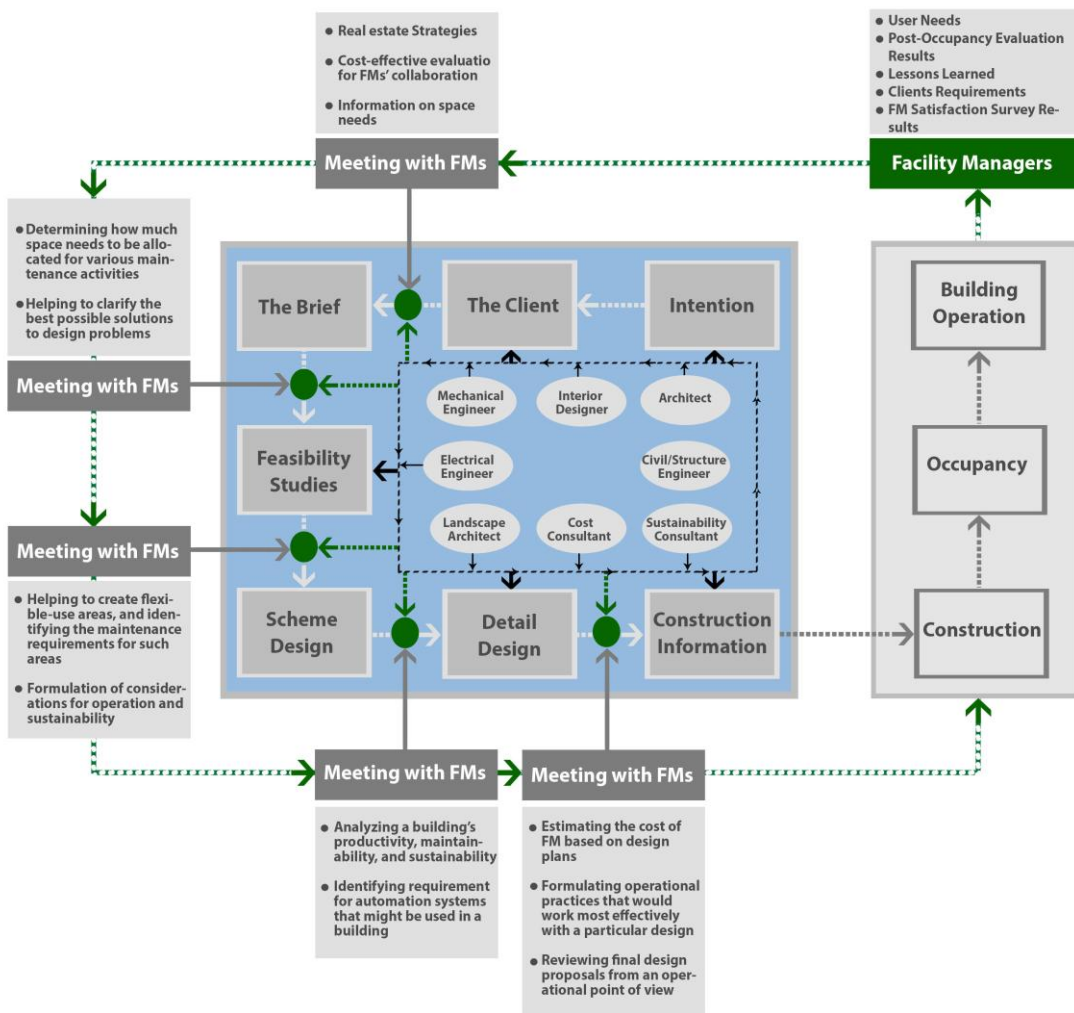 ● Real estate Strategies
● Cost-effective evaluatio
for FMs' collaboration
● Information on space
needs
Meeting with FMs
● User Needs
● Post-Occupancy Evaluation
Results
● Lessons Learned
● Clients Requirements
● FM Satisfaction Survey Re-
sults
Facility Managers
● Determining how much
space needs to be allo-
cated for various main-
tenance activities
● Helping to clarify the
best possible solutions
to design problems
Meeting with FMs
Meeting with FMs
● Helping to create flexi-
ble-use areas, and iden-
tifying the maintenance
requirements for such
areas
● Formulation of consider-
ations for operation and
sustainability
The Brief
The Client
Intention
Mechanical
Engineer
Interior
Designer
Architect
Feasibility
Studies
Electrical
Engineer
Civil/Structure
Engineer
Landscape
Architect
Cost
Consultant
Sustainability
Consultant
Scheme
Design
Detail
Design
Construction
Information
Building
Operation
Occupancy
Construction
Meeting with FMs
● Analyzing a building's
productivity, maintain-
ability, and sustainability
● Identifying requirement
for automation systems
that might be used in a
building
Meeting with FMs
● Estimating the cost of
FM based on design
plans
● Formulating operational
practices that would
work most effectively
with a particular design
● Reviewing final design
proposals from an oper-
ational point of view